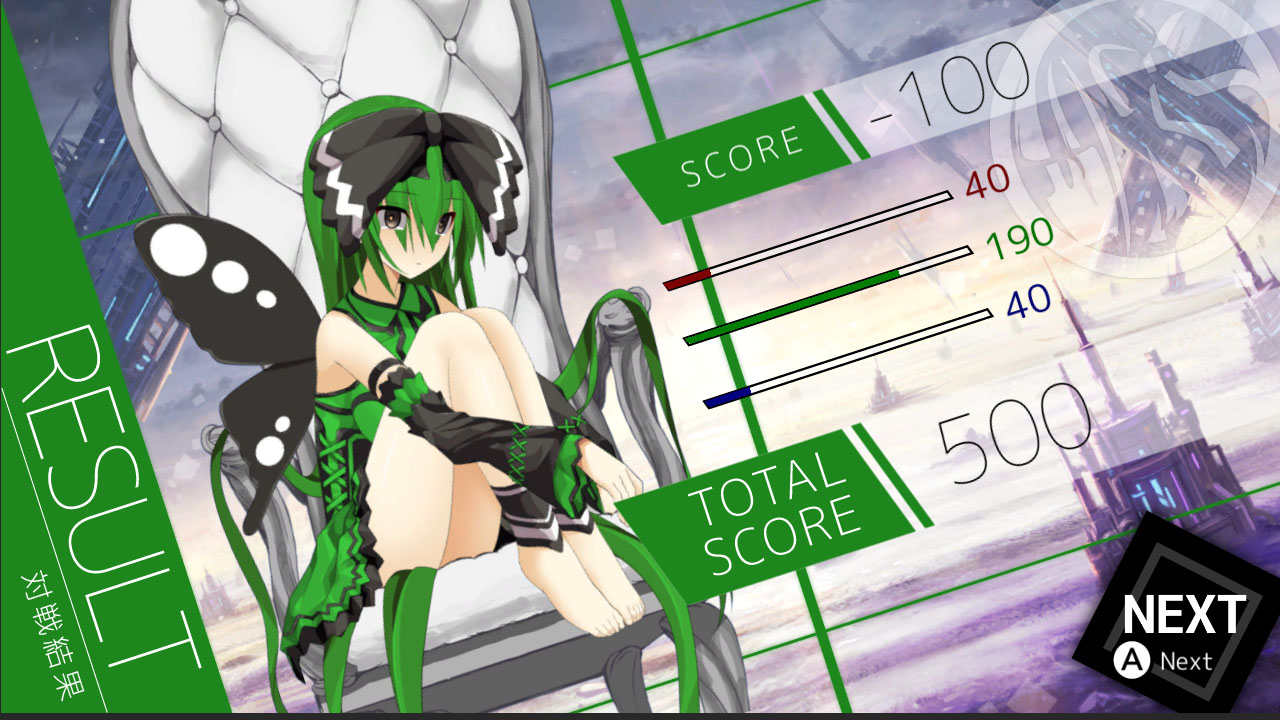 RESULT
対戦結果
SCORE
-100
40
190
40
TOTAL
SCORE
500
NEXT
A Next